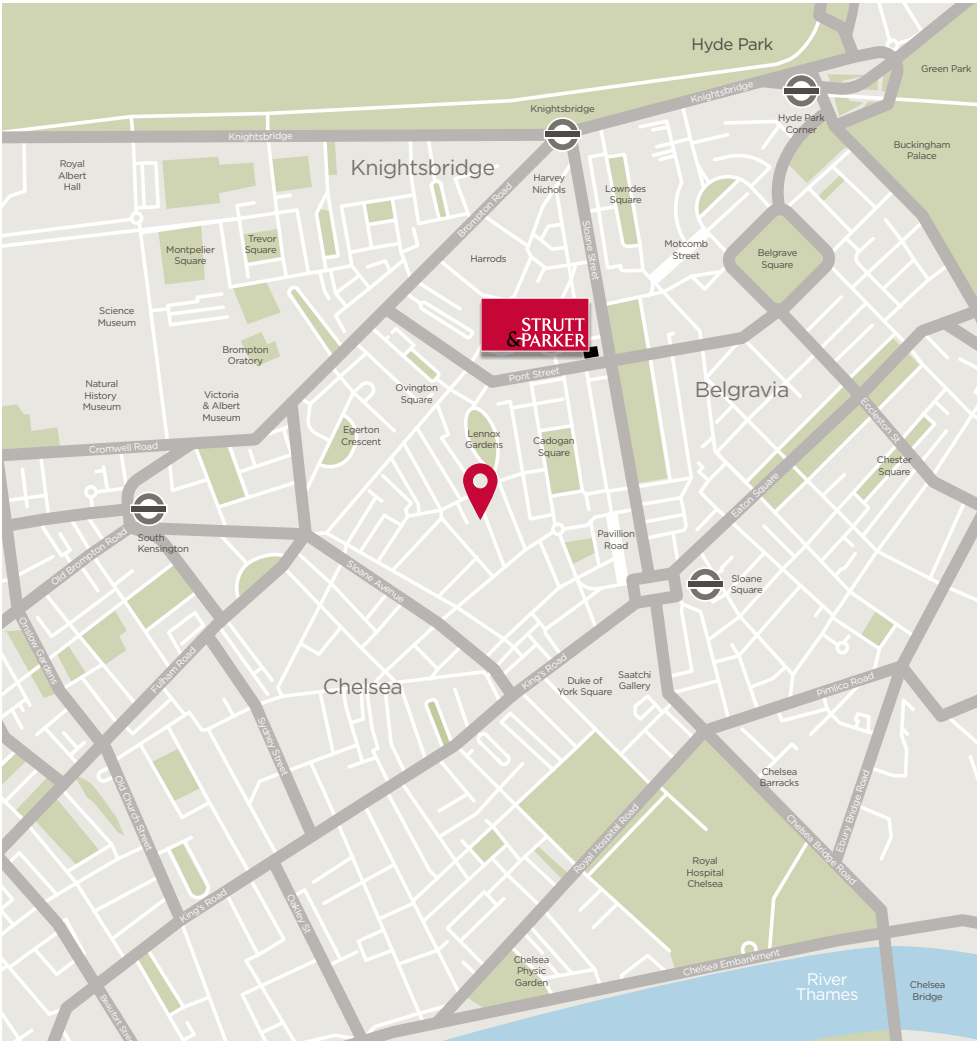 Hyde Park
Green Park
Knightsbridge
Knightsbridge
Hyde Park
Corner
Knightsbridge
Buckingham
Palace
Royal
Albert
Hall
Knightsbridge
Harvey
Nichols
Lowndes
Square
Brompton Road
Sloane Street
Montpelier
Square
Trevor
Square
Harrods
Motcomb
Street
Belgrave
Square
Science
Museum
STRUTT
&PARKER
Brompton
Oratory
Pont Street
Natural
History
Museum
Victoria
& Albert
Museum
Ovington
Square
Belgravia
Eccleston St
Egerton
Crescent
Lennox
Gardens
Cadogan
Square
Cromwell Road
Chester
Square
Eaton Square
South
Kensington
Pavillion
Road
Old Brompton Road
Sloane Avenue
Sloane
Square
Onslow Gardens
Fulham Road
King's Road
Chelsea
Duke of
York Square
Saatchi
Gallery
Pimlico Road
Sydney Street
Chelsea
Barracks
Old Church Street
Royal Hospital Road
Chelsea Bridge Road
Ebury Bridge Road
Royal
Hospital
Chelsea
King's Road
Oakley St
Chelsea
Physic
Garden
Chelsea Embankment
River
Thames
Chelsea
Bridge
Beaufort Street